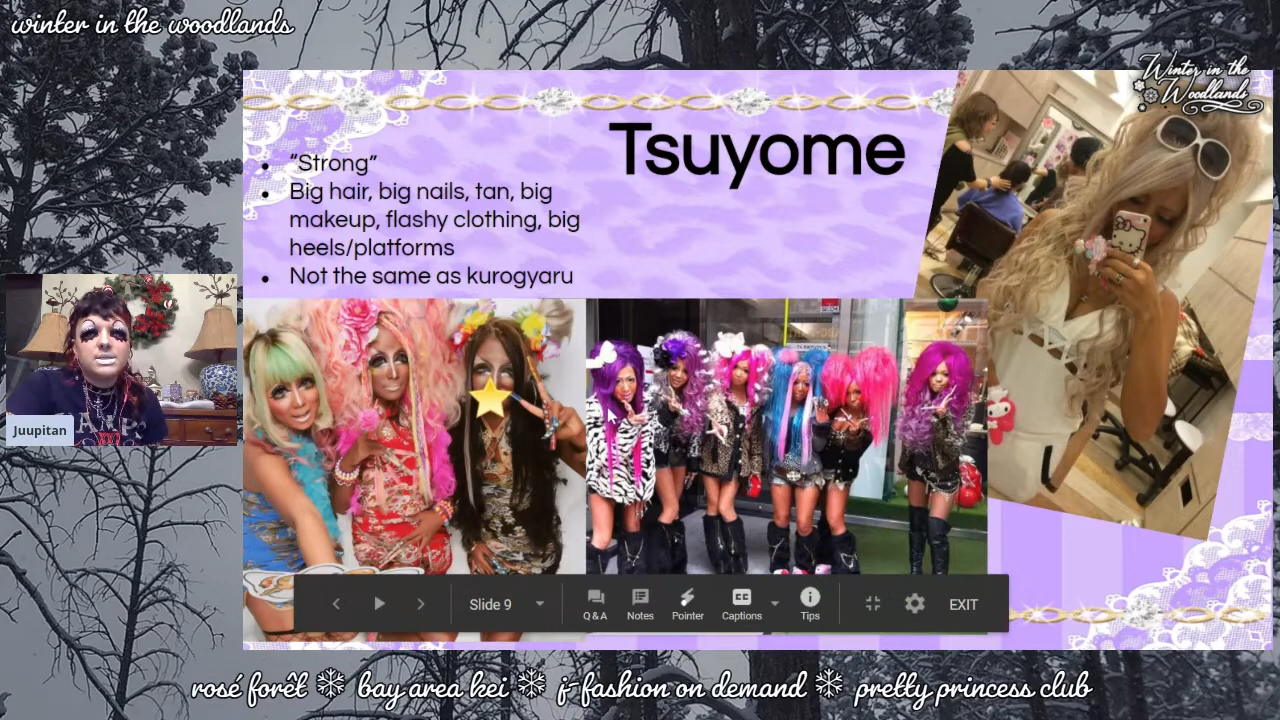 winter in the woodlands
Winter in the
Woodlands
Tsuyome
• "Strong"
• Big hair, big nails, tan, big
makeup, flashy clothing, big
heels/platforms
• Not the same as kurogyaru
Juupitan
Slide 9
Q&A
Notes
Pointer
CC
Captions
Tips
EXIT
rosé forêt ❄ bay area kei ❄ j-fashion on demand ❄ pretty princess club